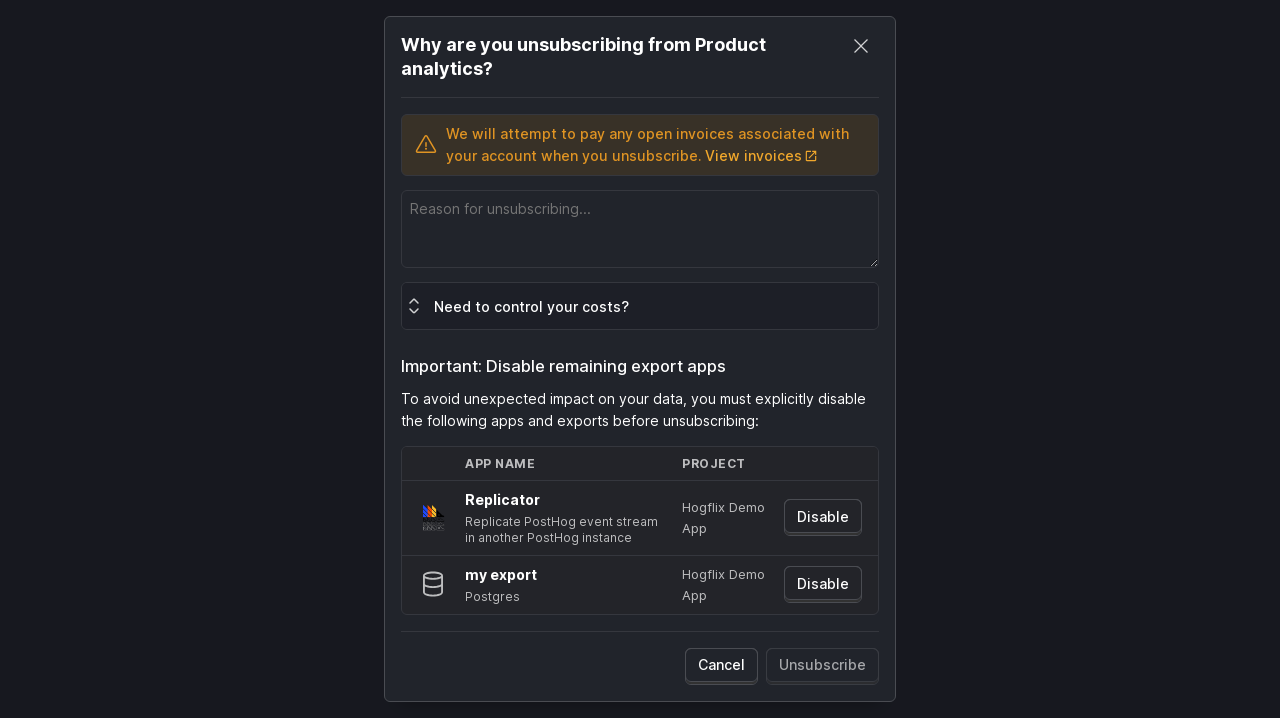 Why are you unsubscribing from Product
analytics?
We will attempt to pay any open invoices associated with
your account when you unsubscribe. View invoices
Reason for unsubscribing...
Need to control your costs?
Important: Disable remaining export apps
To avoid unexpected impact on your data, you must explicitly disable
the following apps and exports before unsubscribing:
APP NAME PROJECT
Replicator
Replicate PostHog event stream
in another PostHog instance
Hogflix Demo
App
Disable
my export
Postgres
Hogflix Demo
App
Disable
Cancel Unsubscribe